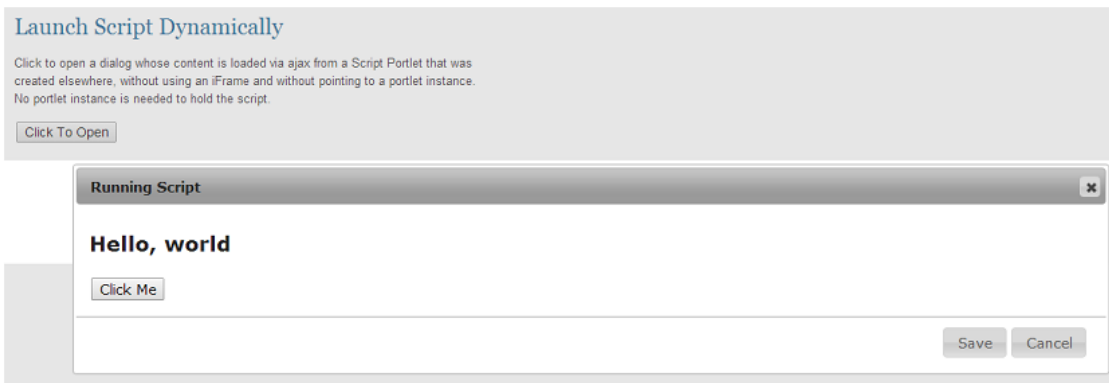 Launch Script Dynamically
Click to open a dialog whose content is loaded via ajax from a Script Portlet that was
created elsewhere, without using an iFrame and without pointing to a portlet instance.
No portlet instance is needed to hold the script.
Click To Open
Running Script
Hello, world
Click Me
Save Cancel